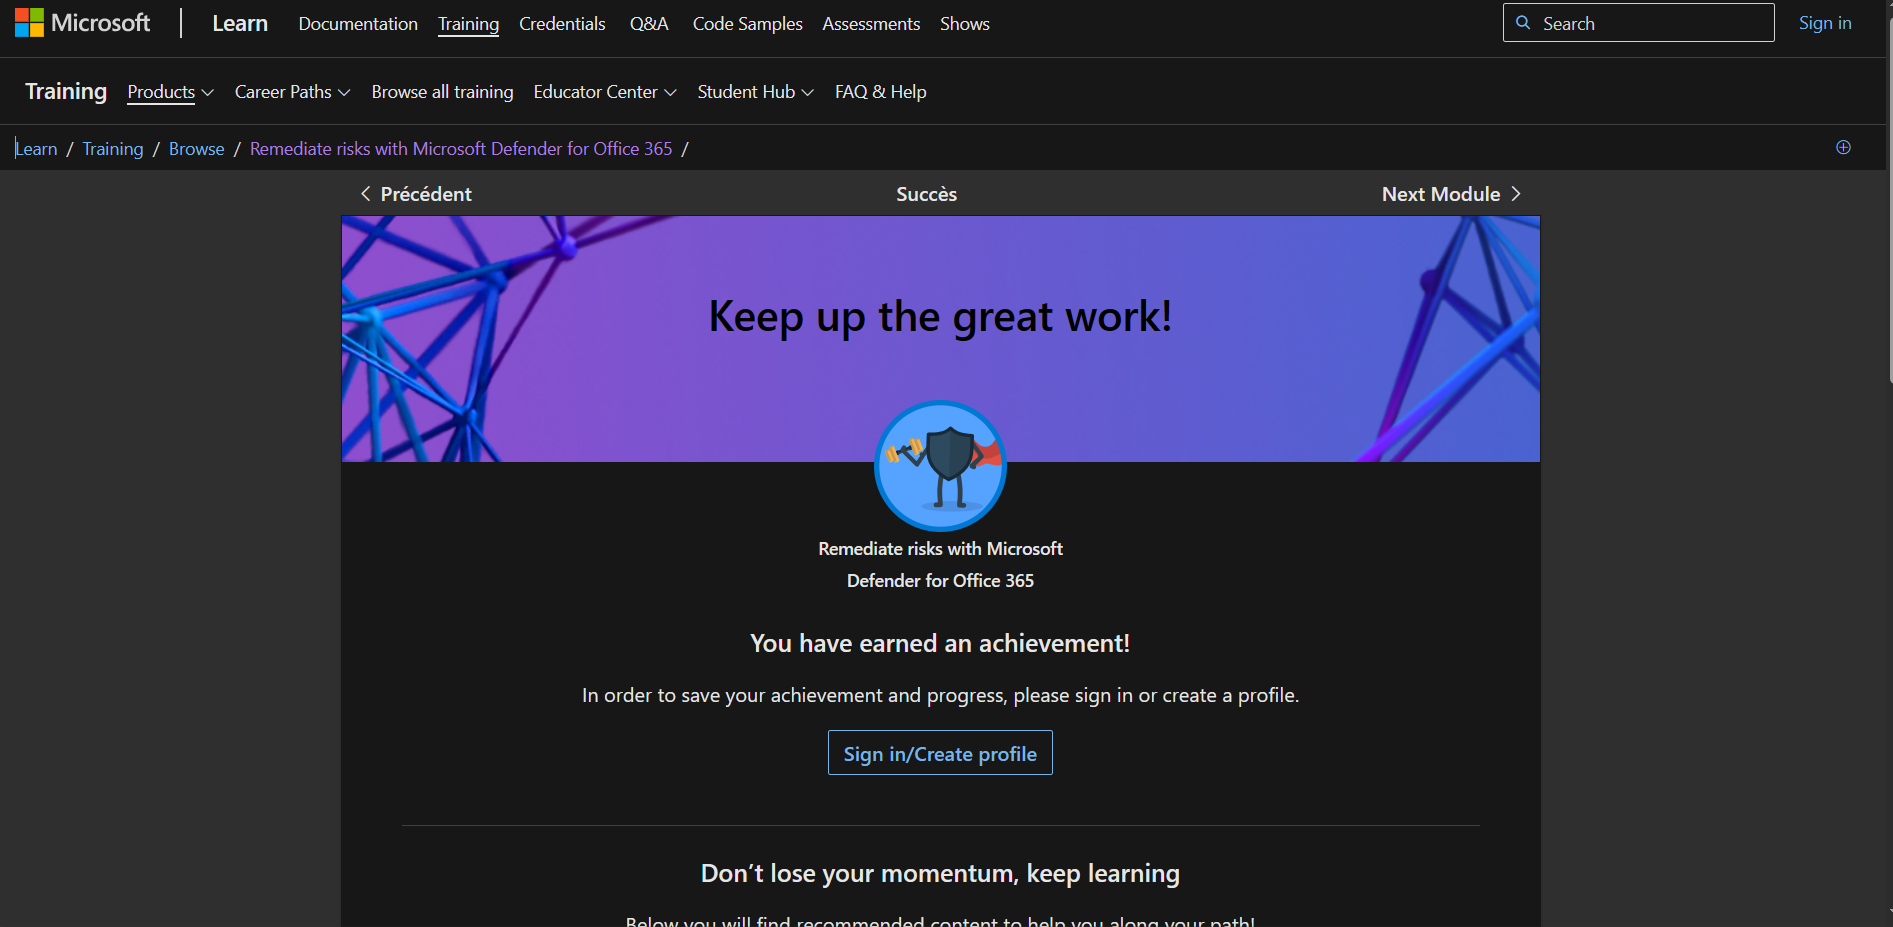 Microsoft Learn Documentation Training Credentials Q&A Code Samples Assessments Shows Search Sign in
Training Products Career Paths Browse all training Educator Center Student Hub FAQ & Help
Learn / Training / Browse / Remediate risks with Microsoft Defender for Office 365 /
Précédent Succès Next Module
Keep up the great work!
Remediate risks with Microsoft
Defender for Office 365
You have earned an achievement!
In order to save your achievement and progress, please sign in or create a profile.
Sign in/Create profile
Don’t lose your momentum, keep learning
Below you will find recommended content to help you along your path!